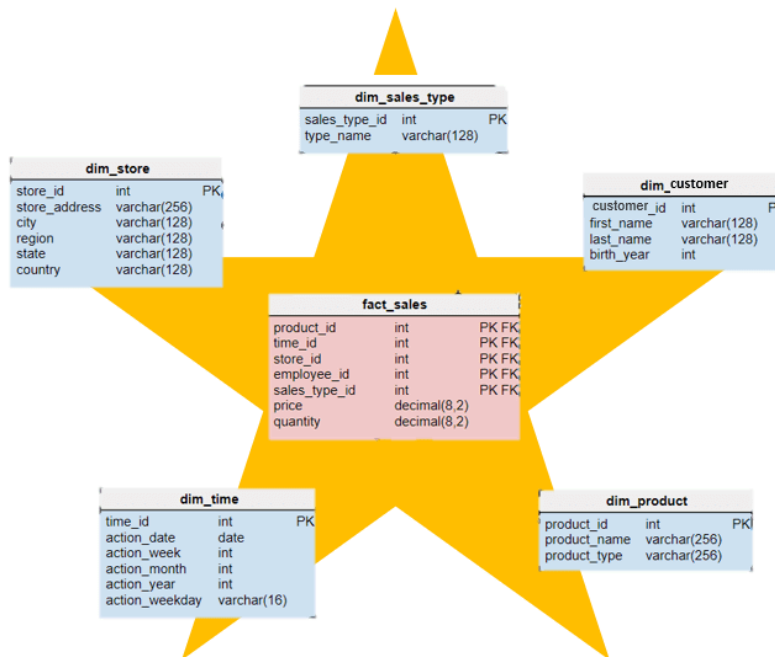 dim_sales_type
sales_type_id int PK
type_name varchar(128)
dim_store
store_id int PK
store_address varchar(256)
city varchar(128)
region varchar(128)
state varchar(128)
country varchar(128)
dim_customer
customer_id int P
first_name varchar(128)
last_name varchar(128)
birth_year int
fact_sales
product_id int PK FK
time_id int PK FK
store_id int PK FK
employee_id int PK FK
sales_type_id int PK FK
price decimal(8,2)
quantity decimal(8,2)
dim_time
time_id int PK
action_date date
action_week int
action_month int
action_year int
action_weekday varchar(16)
dim_product
product_id int PK
product_name varchar(256)
product_type varchar(256)